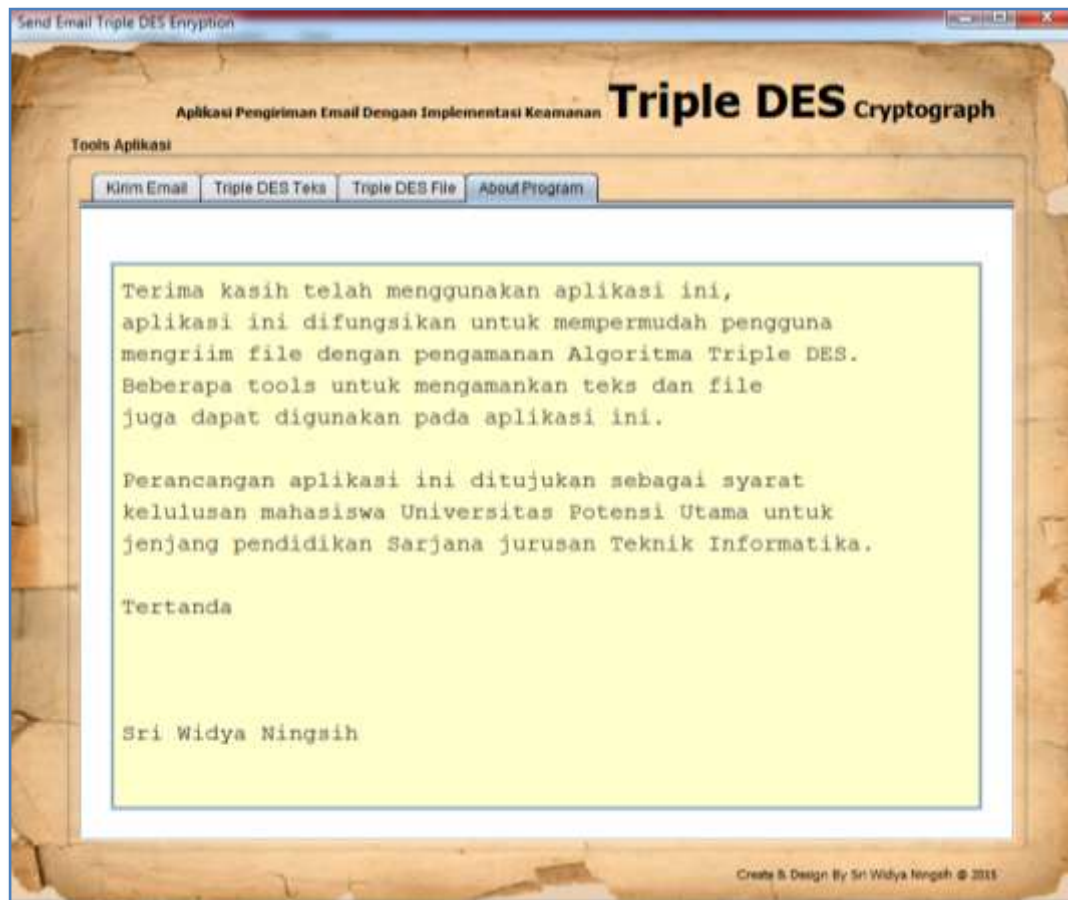 Send Email Triple DES Enryption
Aplikasi Pengiriman Email Dengan Implementasi Keamanan Triple DES Cryptograph
Tools Aplikasi
Kirim Email Triple DES Teks Triple DES File About Program
Terima kasih telah menggunakan aplikasi ini,
aplikasi ini difungsikan untuk mempermudah pengguna
mengriim file dengan pengamanan Algoritma Triple DES.
Beberapa tools untuk mengamankan teks dan file
juga dapat digunakan pada aplikasi ini.
Perancangan aplikasi ini ditujukan sebagai syarat
kelulusan mahasiswa Universitas Potensi Utama untuk
jenjang pendidikan Sarjana jurusan Teknik Informatika.
Tertanda
Sri Widya Ningsih
Create & Design By Sri Widya Ningsih @ 2015